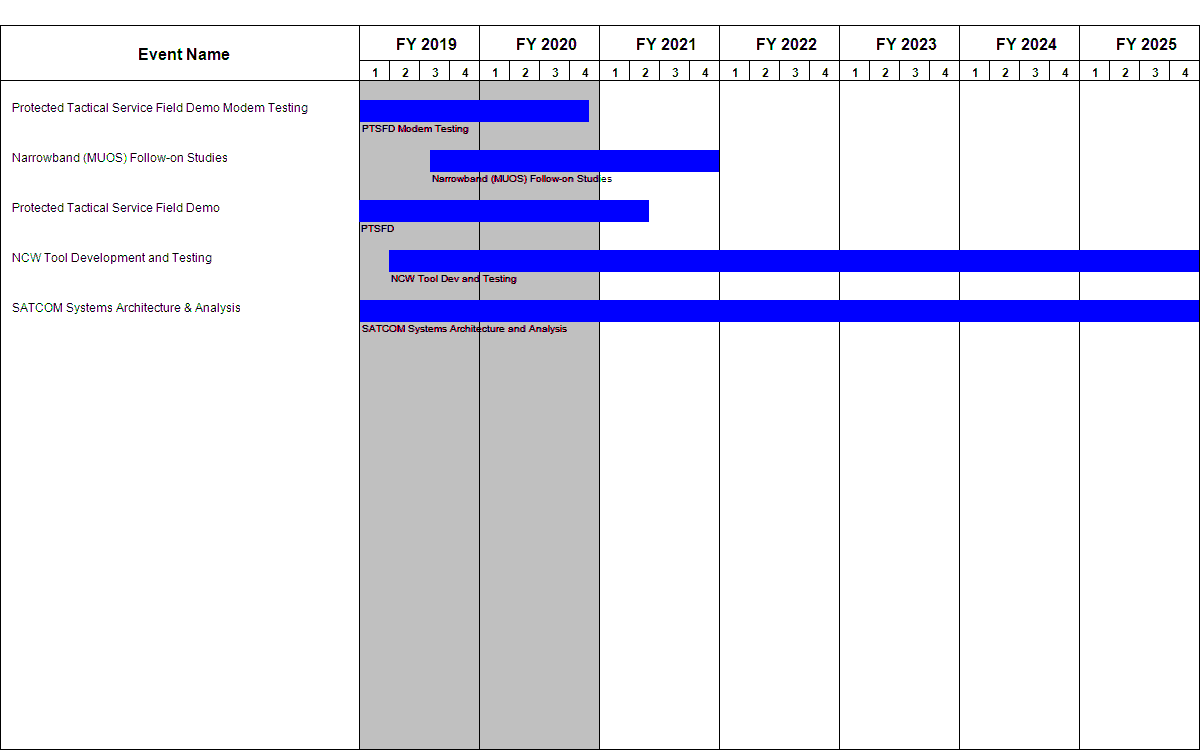 Event Name
FY 2019 FY 2020 FY 2021 FY 2022 FY 2023 FY 2024 FY 2025
1 2 3 4 1 2 3 4 1 2 3 4 1 2 3 4 1 2 3 4 1 2 3 4 1 2 3 4
Protected Tactical Service Field Demo Modem Testing
PTSFD Modem Testing
Narrowband (MUOS) Follow-on Studies
Narrowband (MUOS) Follow-on Studies
Protected Tactical Service Field Demo
PTSFD
NCW Tool Development and Testing
NCW Tool Dev and Testing
SATCOM Systems Architecture & Analysis
SATCOM Systems Architecture and Analysis